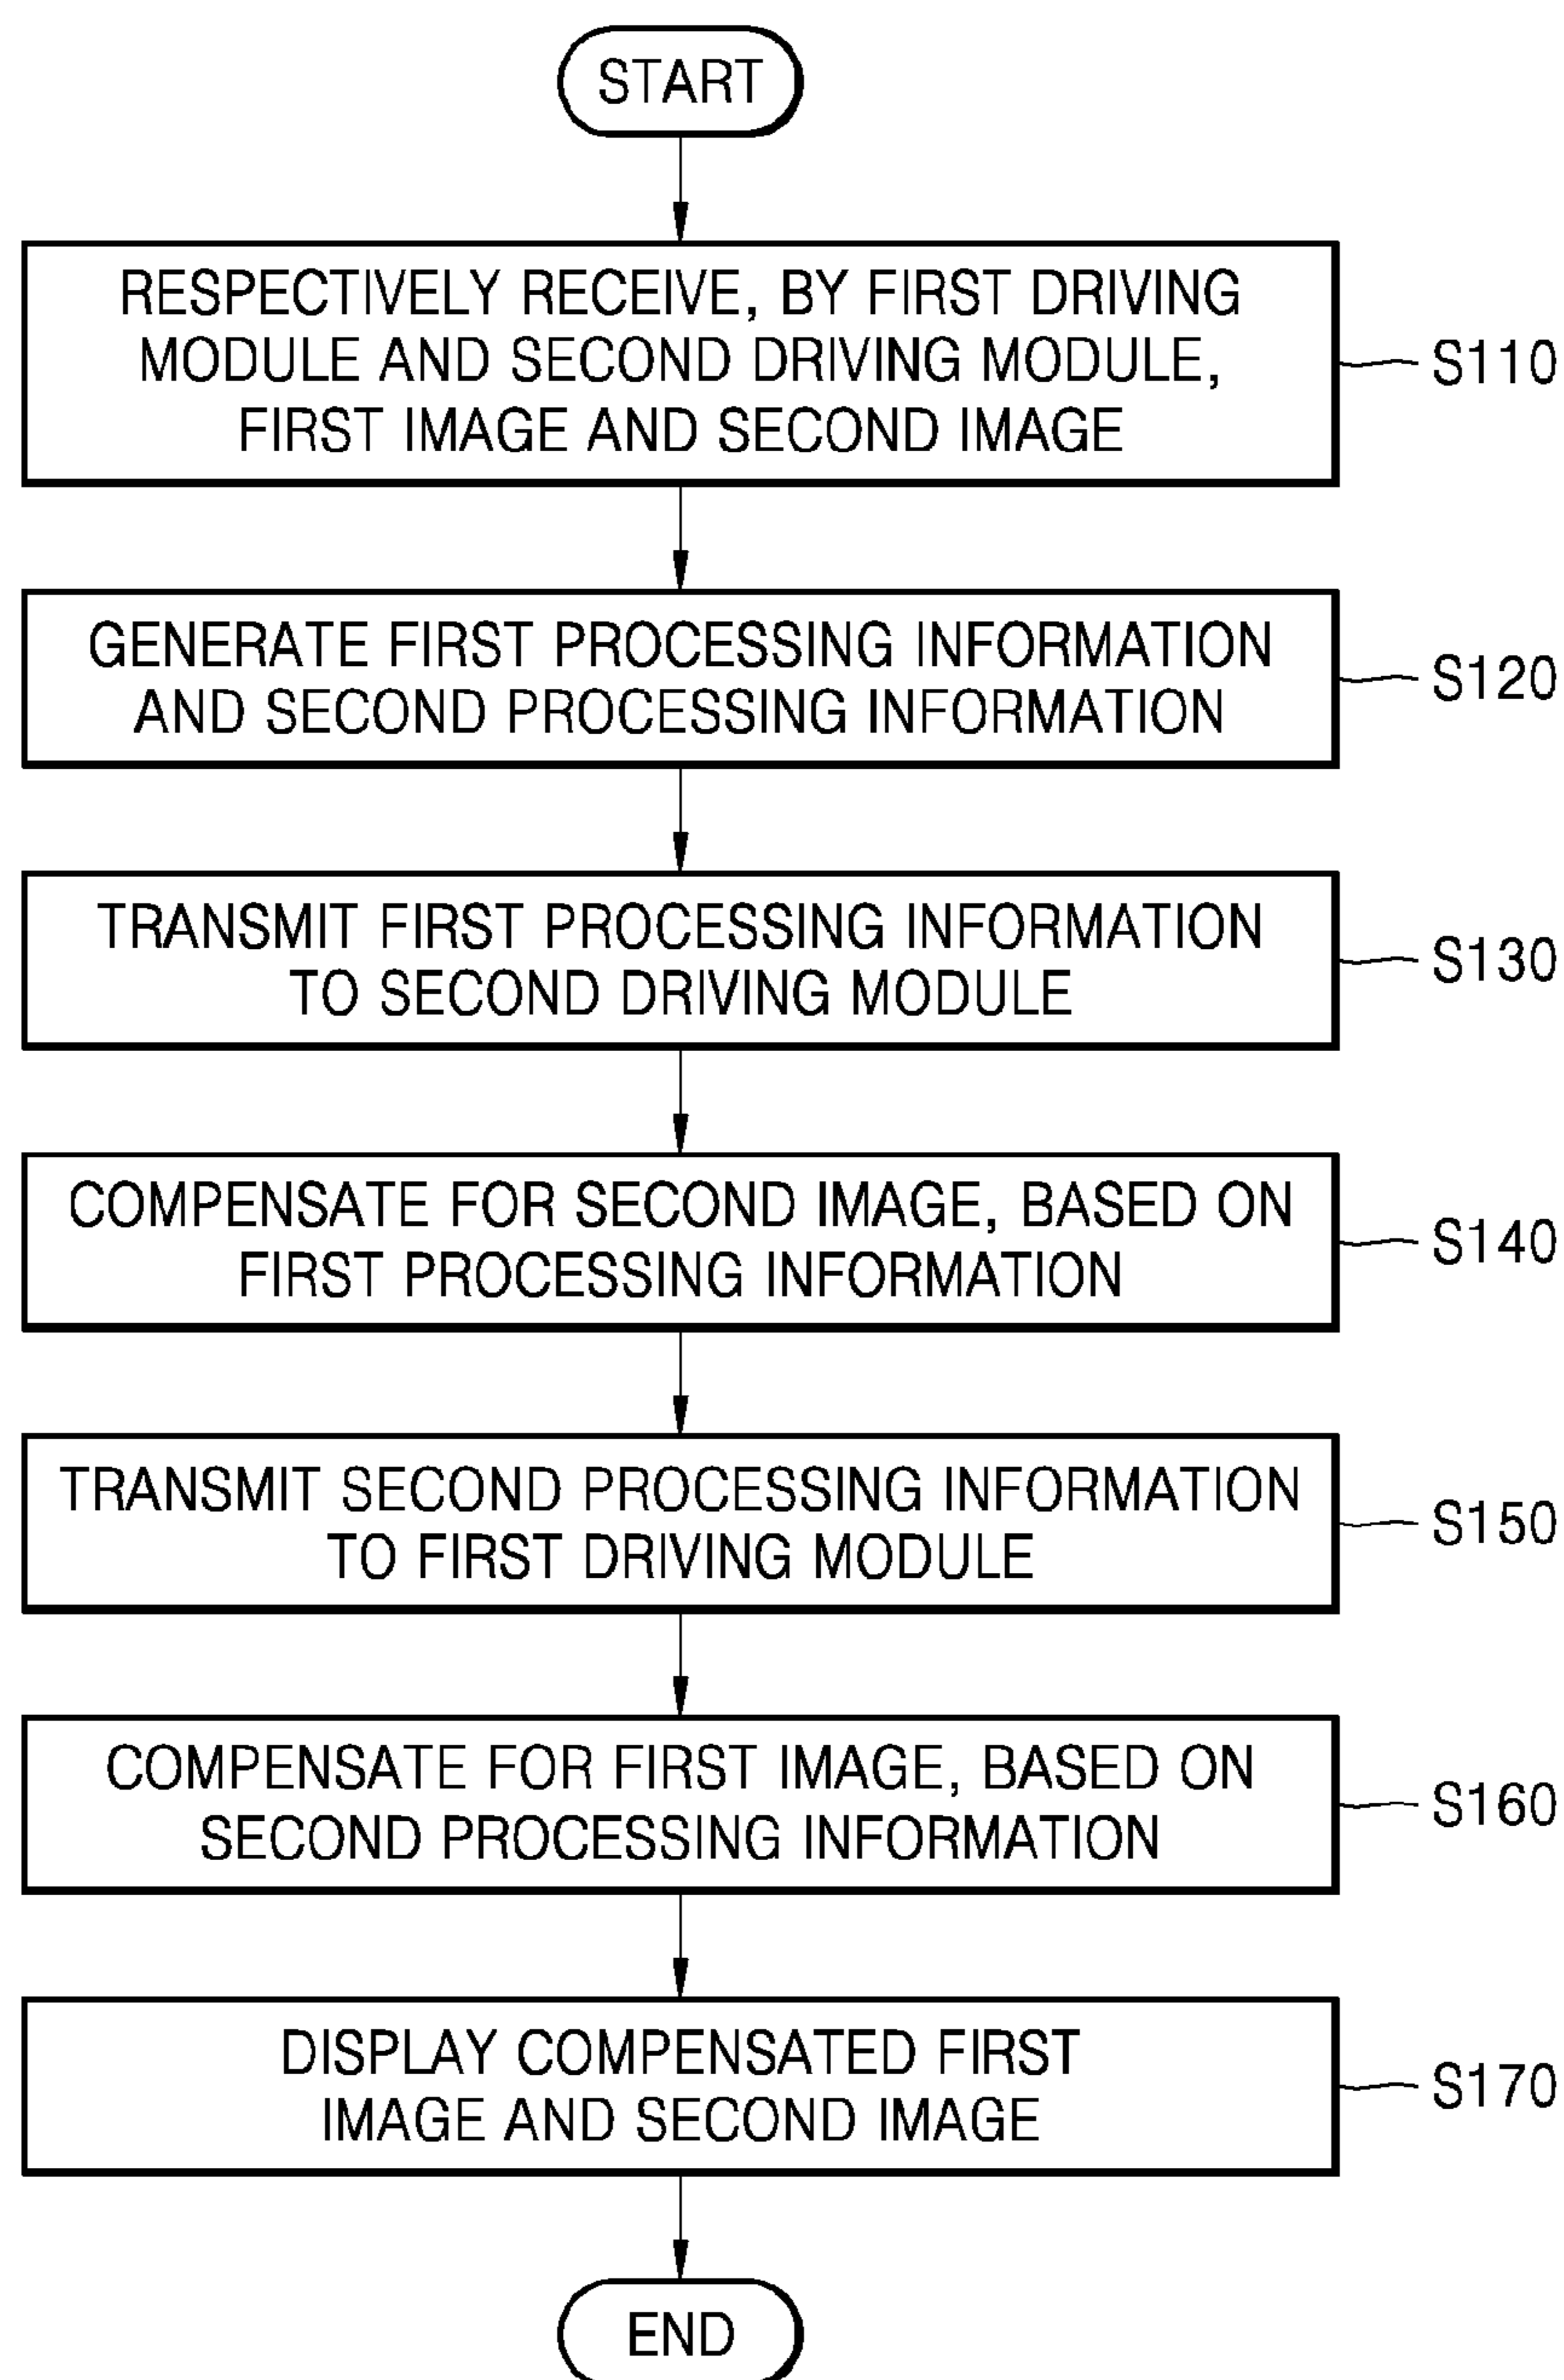 START
RESPECTIVELY RECEIVE, BY FIRST DRIVING
MODULE AND SECOND DRIVING MODULE,
FIRST IMAGE AND SECOND IMAGE
S110
GENERATE FIRST PROCESSING INFORMATION
AND SECOND PROCESSING INFORMATION
S120
TRANSMIT FIRST PROCESSING INFORMATION
TO SECOND DRIVING MODULE
S130
COMPENSATE FOR SECOND IMAGE, BASED ON
FIRST PROCESSING INFORMATION
S140
TRANSMIT SECOND PROCESSING INFORMATION
TO FIRST DRIVING MODULE
S150
COMPENSATE FOR FIRST IMAGE, BASED ON
SECOND PROCESSING INFORMATION
S160
DISPLAY COMPENSATED FIRST
IMAGE AND SECOND IMAGE
S170
END